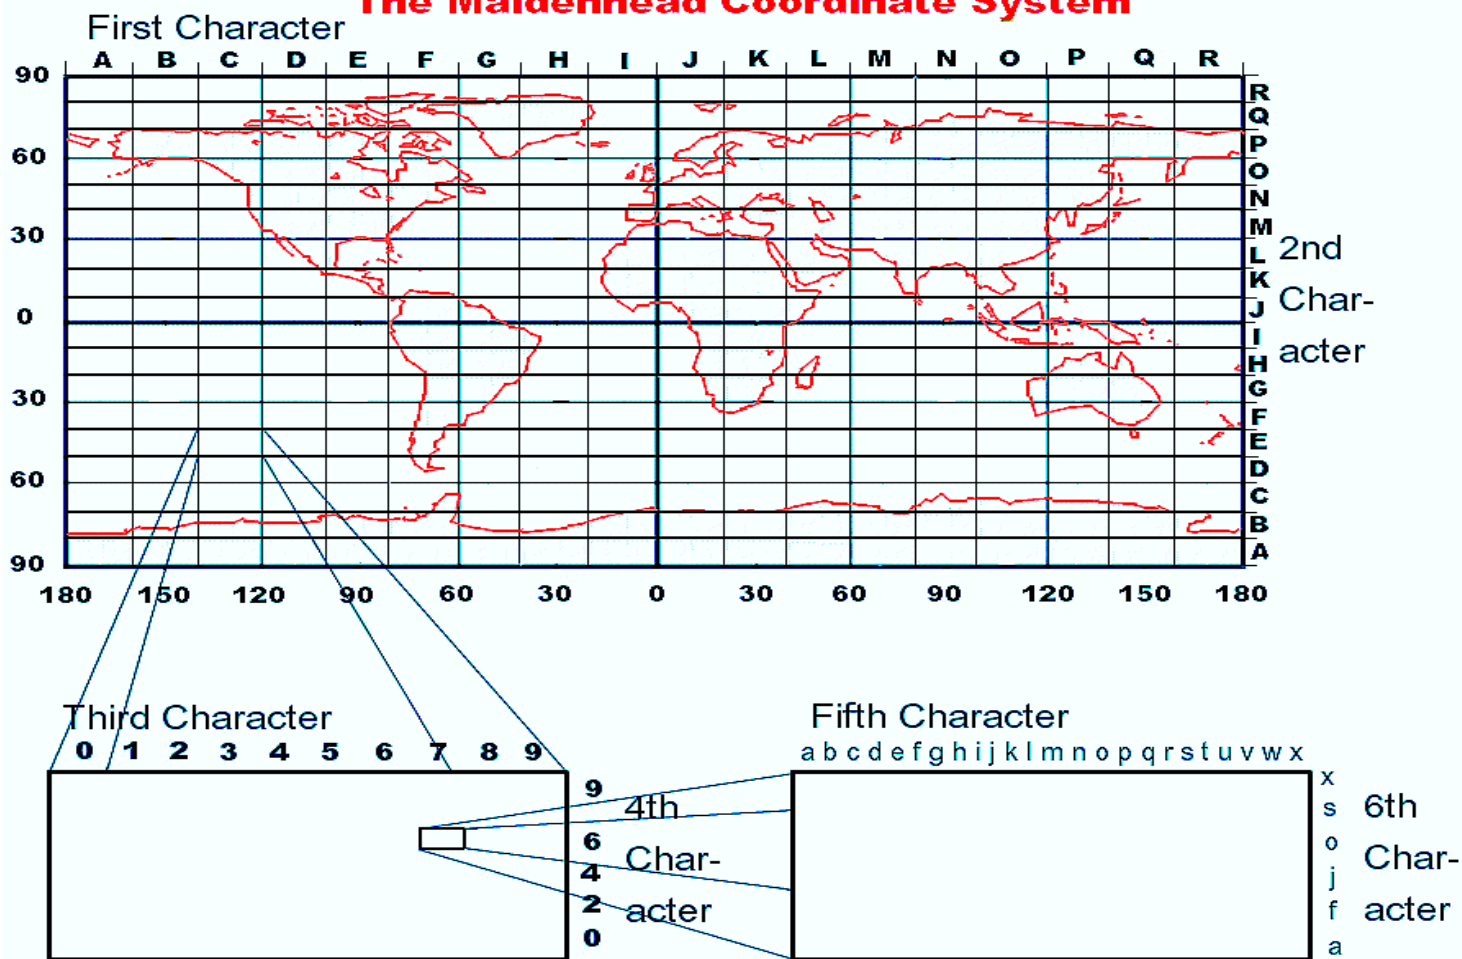 The Maidenhead Coordinate System
First Character
A B C D E F G H I J K L M N O P Q R
90
60
30
0
30
60
90
R
Q
P
O
N
M
L
K
J
I
H
G
F
E
D
C
B
A
2nd
Char-
acter
180 150 120 90 60 30 0 30 60 90 120 150 180
Third Character
0 1 2 3 4 5 6 7 8 9
9
6
4
2
0
4th
Char-
acter
Fifth Character
a b c d e f g h i j k l m n o p q r s t u v w x
x
s
o
j
f
a
6th
Char-
acter